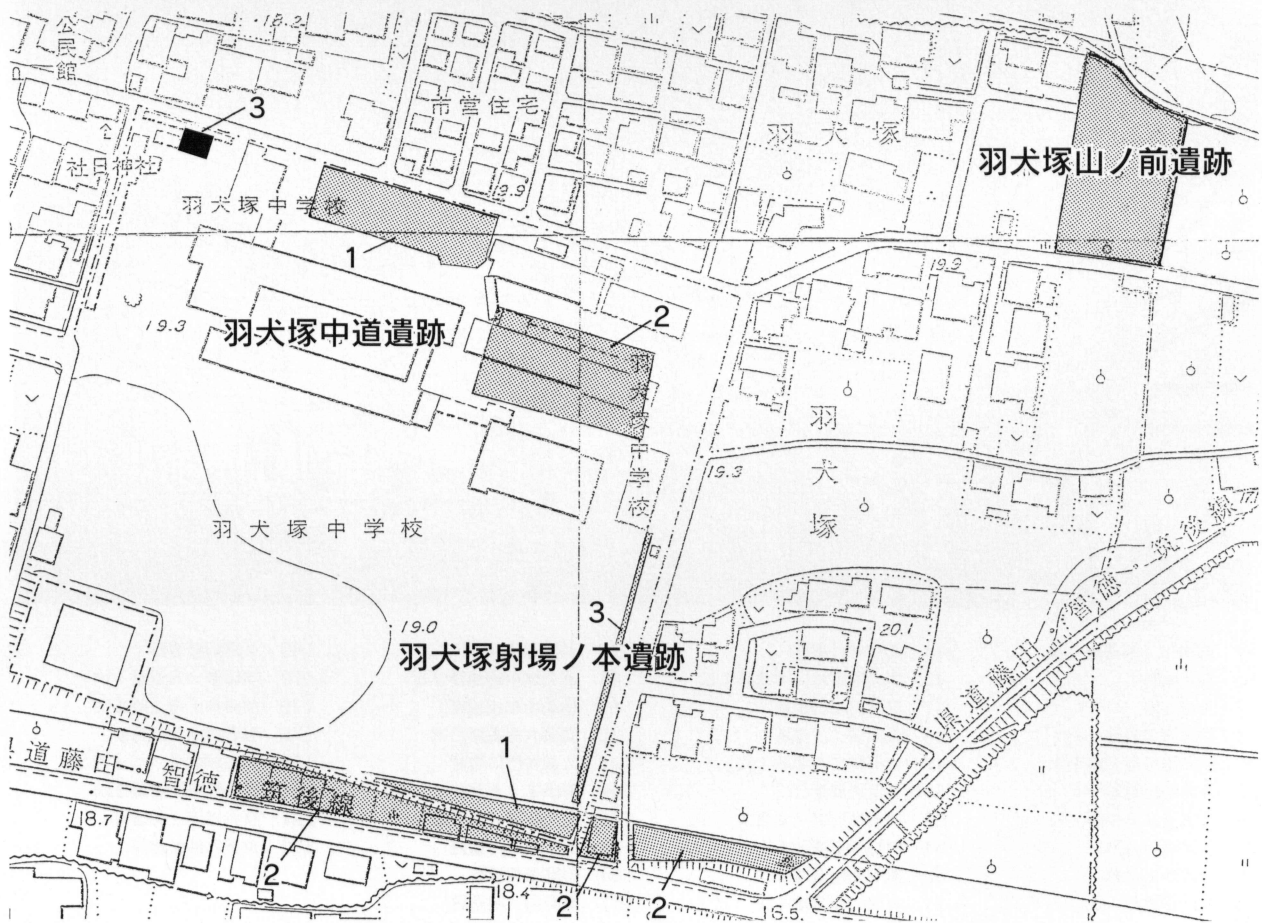 公民館
18.2
3
市営住宅
羽犬塚
羽犬塚山ノ前遺跡
社日神社
羽犬塚中学校
19.9
1
19.9
2
19.3
羽犬塚中道遺跡
羽犬塚中学校
羽犬塚
19.3
羽犬塚中学校
県道藤田・智徳・筑後線
3
20.1
19.0
羽犬塚射場ノ本遺跡
県道藤田・智徳・筑後線
1
18.7
2
18.4
2
2
16.5